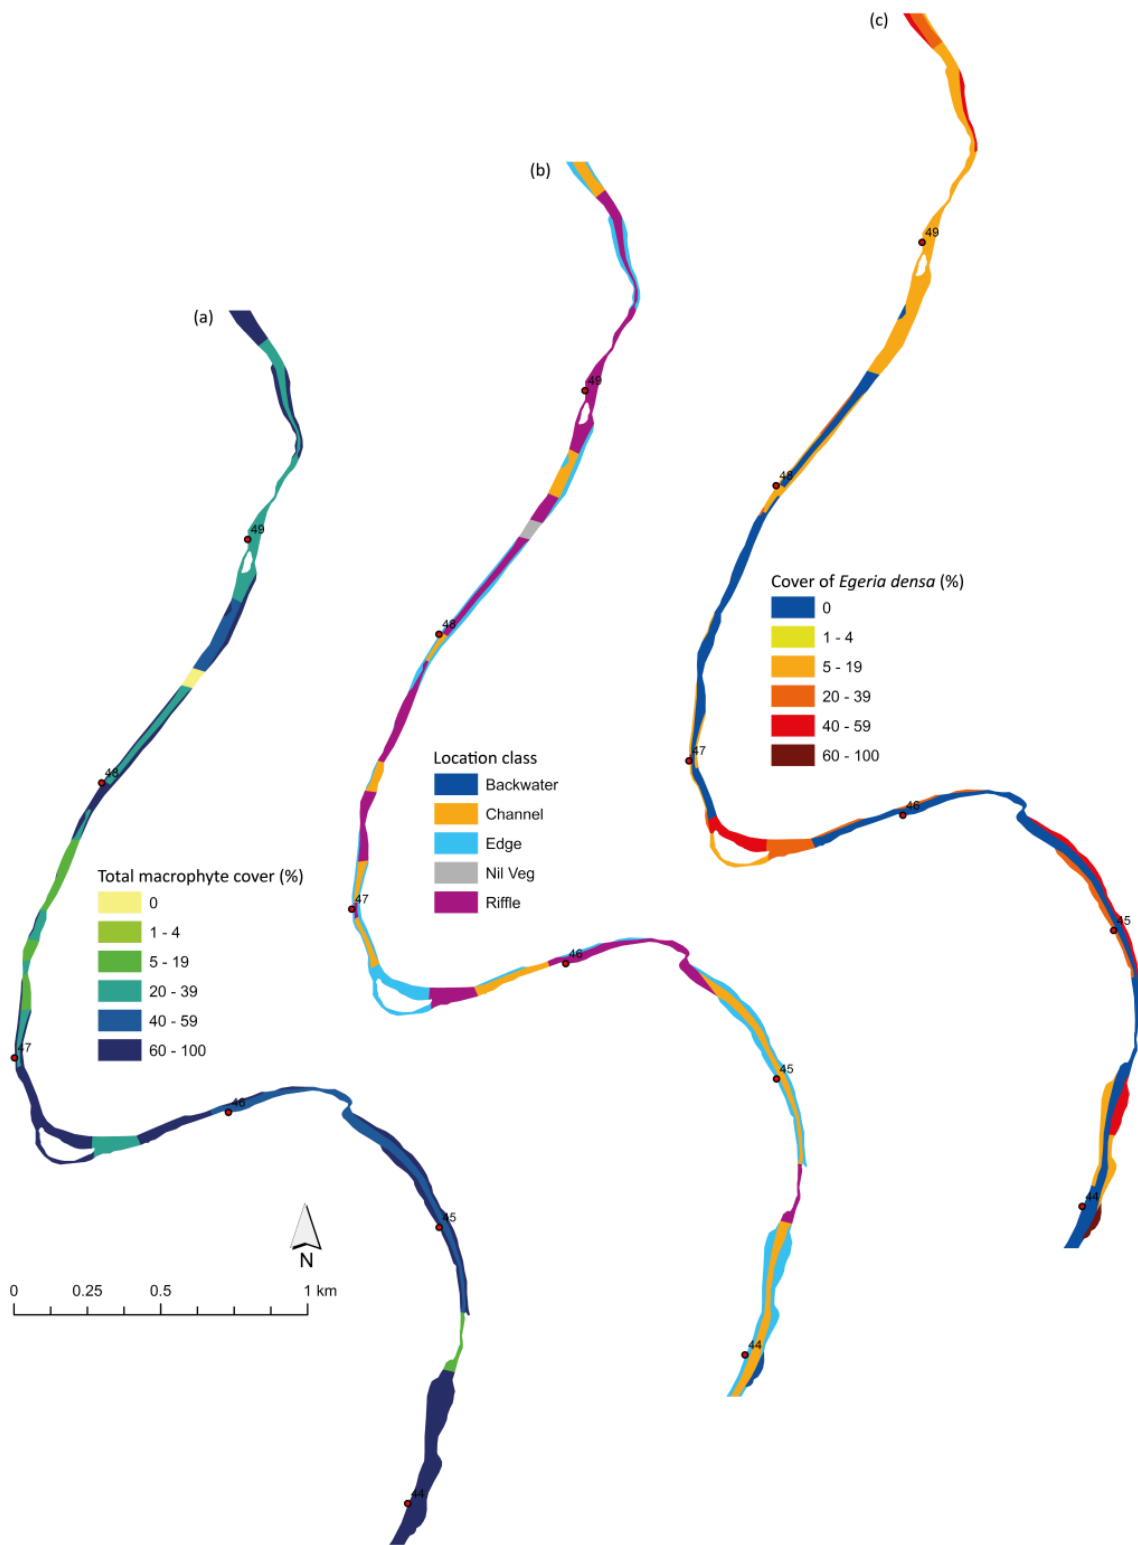 (c)
49
48
Cover of Egeria densa (%)
0
1 - 4
5 - 19
20 - 39
40 - 59
60 - 100
47
46
45
44
(b)
49
48
Location class
Backwater
Channel
Edge
Nil Veg
Riffle
47
46
45
44
(a)
49
48
Total macrophyte cover (%)
0
1 - 4
5 - 19
20 - 39
40 - 59
60 - 100
47
46
45
44
N
0 0.25 0.5 1 km